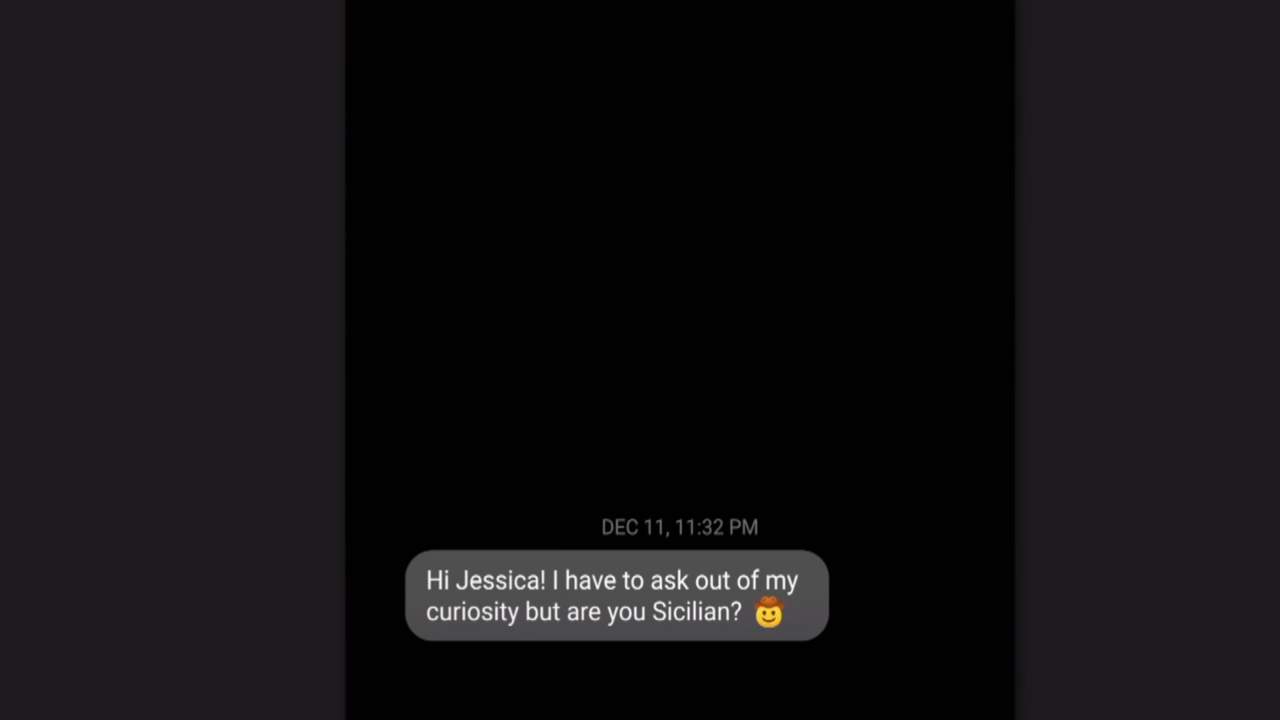 DEC 11, 11:32 PM
Hi Jessica! I have to ask out of my
curiosity but are you Sicilian? 🤠